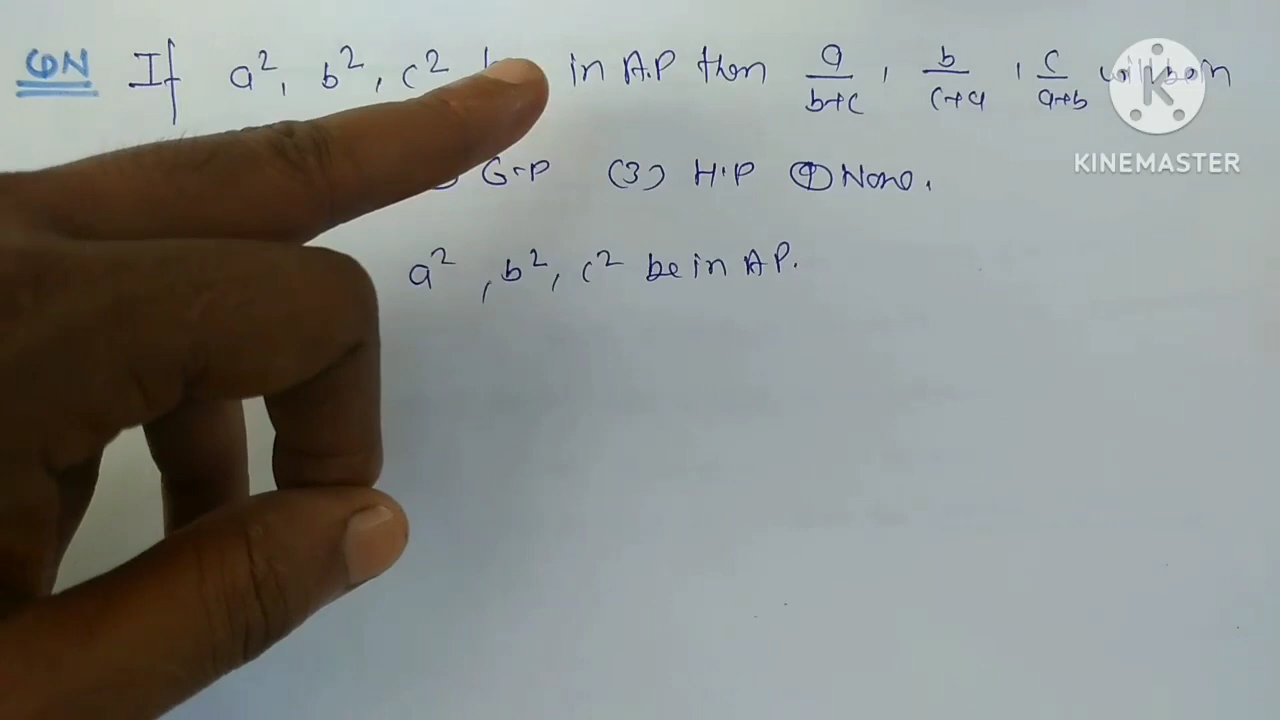 QN If a², b², c² in A.P then a/b+c, b/c+a, c/a+b
G.P (3) H.P ④ None.
a², b², c² be in A P.
K
KINEMASTER